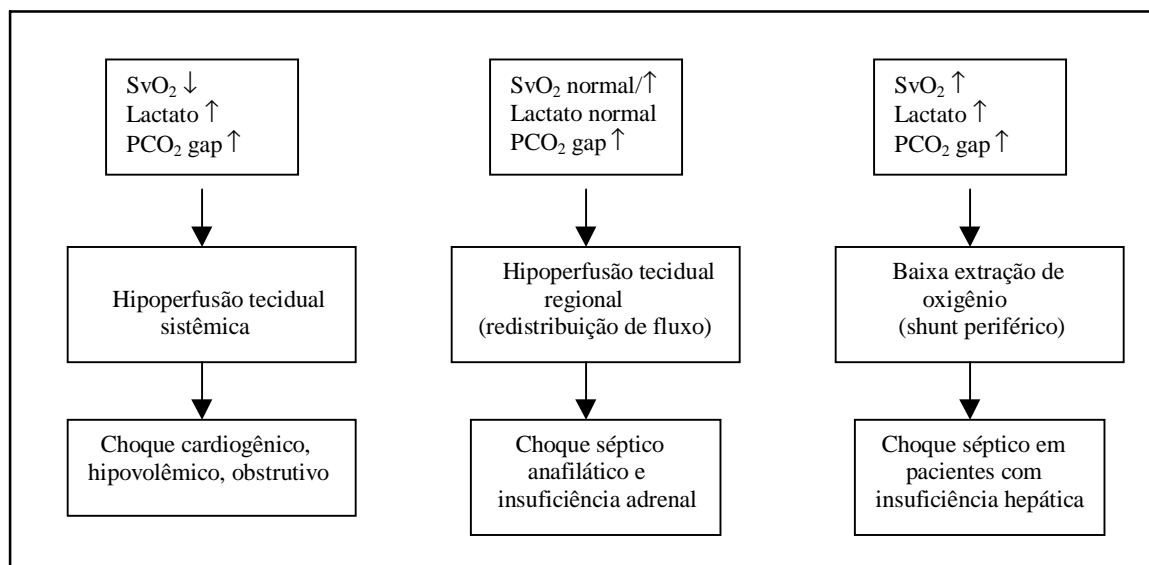 SvO₂ ↓
Lactato ↑
PCO₂ gap ↑
Hipoperfusão tecidual
sistêmica
Choque cardiogênico,
hipovolêmico, obstrutivo
SvO₂ normal/↑
Lactato normal
PCO₂ gap ↑
Hipoperfusão tecidual
regional
(redistribuição de fluxo)
Choque séptico
anafilático e
insuficiência adrenal
SvO₂ ↑
Lactato ↑
PCO₂ gap ↑
Baixa extração de
oxigênio
(shunt periférico)
Choque séptico em
pacientes com
insuficiência hepática